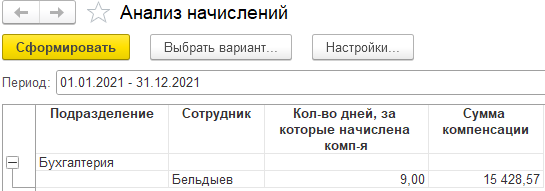 Анализ начислений
Сформировать Выбрать вариант... Настройки...
Период: 01.01.2021 - 31.12.2021
Подразделение Сотрудник Кол-во дней, за которые начислена комп-я Сумма компенсации
Бухгалтерия
Бельдыев 9,00 15 428,57